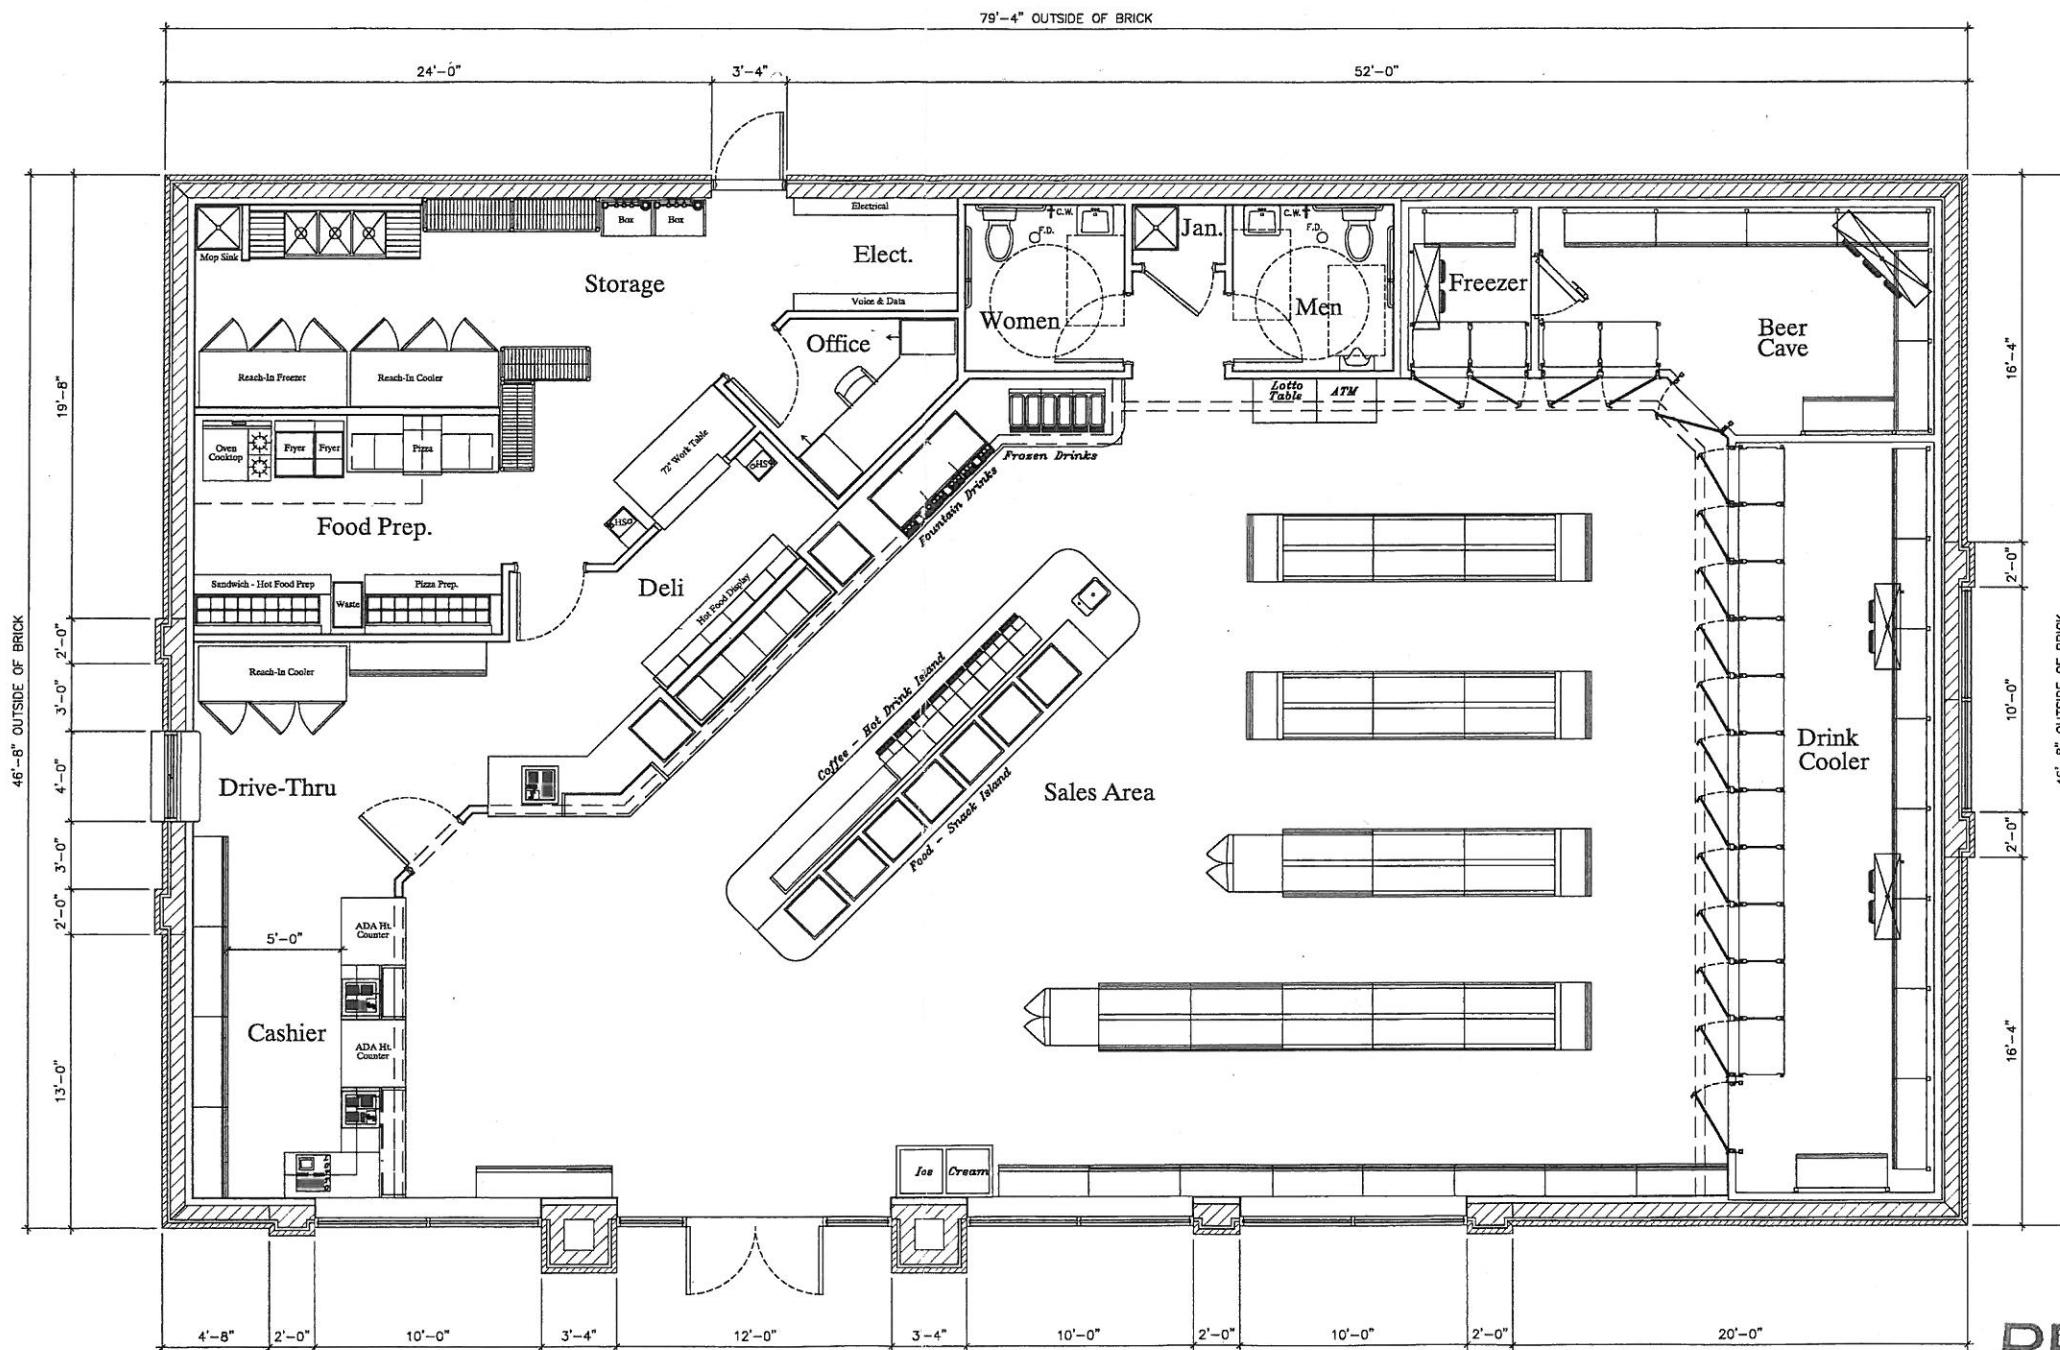 79'-4" OUTSIDE OF BRICK
24'-0"
3'-4"
52'-0"
Electrical
Box
Box
Mop Sink
C.W.
F.D.
Jan.
C.W.
F.D.
Elect.
Storage
Freezer
Voice & Data
Women
Men
Office
Beer
Cave
16'-4"
Reach-In Freezer
Reach-In Cooler
Lotto
Table
ATM
19'-8"
Oven
Cooktop
Fryer
Fryer
Pizza
72" Work Table
HS
Frozen Drinks
Fountain Drinks
HS
Food Prep.
2'-0"
Sandwich - Hot Food Prep
Waste
Pizza Prep.
Deli
Hot Food Display
2'-0"
46'-8" OUTSIDE OF BRICK
Reach-In Cooler
3'-0"
10'-0"
Coffee - Hot Drink Island
Drink
Cooler
Drive-Thru
4'-0"
Sales Area
Food - Snack Island
2'-0"
3'-0"
2'-0"
ADA Ht.
Counter
5'-0"
Cashier
ADA Ht.
Counter
16'-4"
13'-0"
Ice
Cream
4'-8"
2'-0"
10'-0"
3'-4"
12'-0"
3-4"
10'-0"
2'-0"
10'-0"
2'-0"
20'-0"